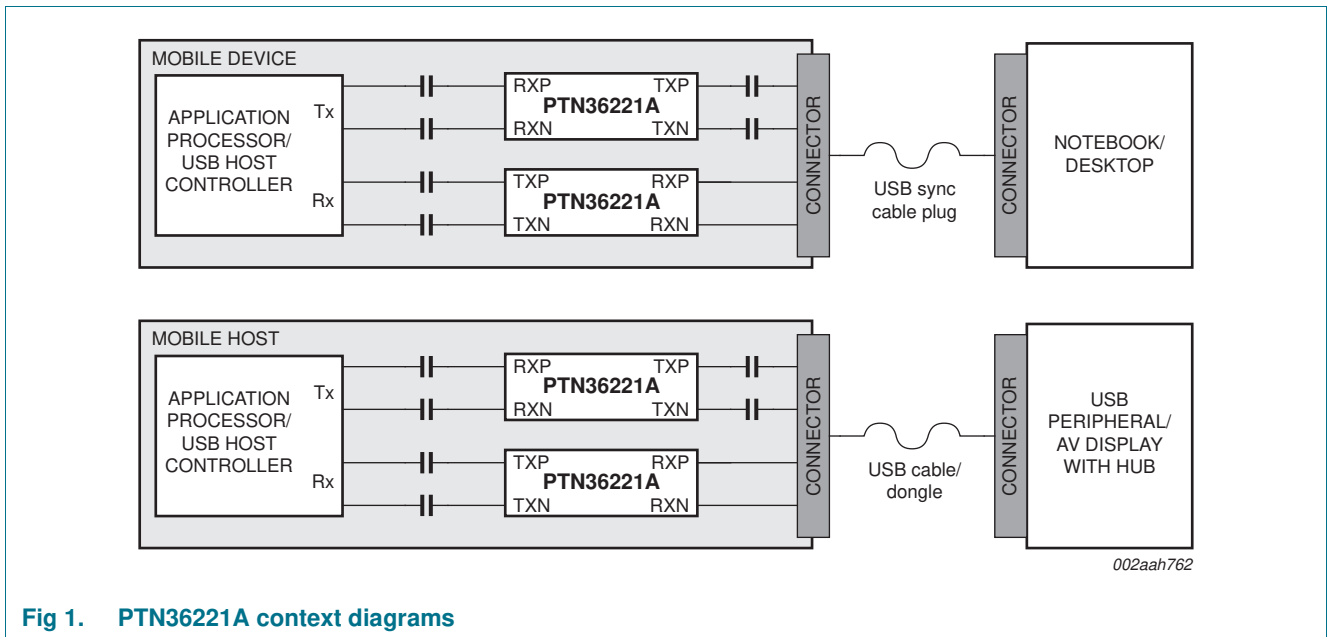 MOBILE DEVICE
APPLICATION
PROCESSOR/
USB HOST
CONTROLLER
Tx
Rx
RXP TXP
PTN36221A
RXN TXN
TXP RXP
PTN36221A
TXN RXN
CONNECTOR
USB sync
cable plug
CONNECTOR
NOTEBOOK/
DESKTOP
MOBILE HOST
APPLICATION
PROCESSOR/
USB HOST
CONTROLLER
Tx
Rx
RXP TXP
PTN36221A
RXN TXN
TXP RXP
PTN36221A
TXN RXN
CONNECTOR
USB cable/
dongle
CONNECTOR
USB
PERIPHERAL/
AV DISPLAY
WITH HUB
002aah762
Fig 1. PTN36221A context diagrams